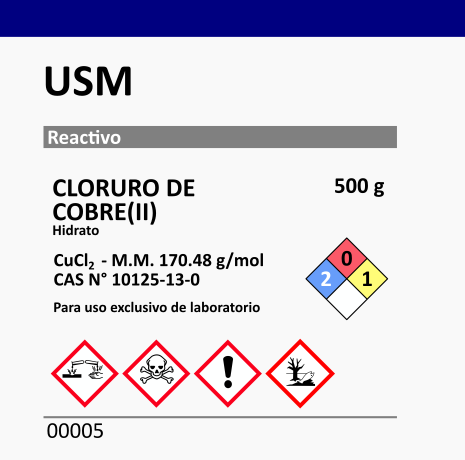 USM
Reactivo
CLORURO DE
COBRE(II)
500 g
Hidrato
CuCl₂ - M.M. 170.48 g/mol
CAS N° 10125-13-0
0
2
1
Para uso exclusivo de laboratorio
!
00005